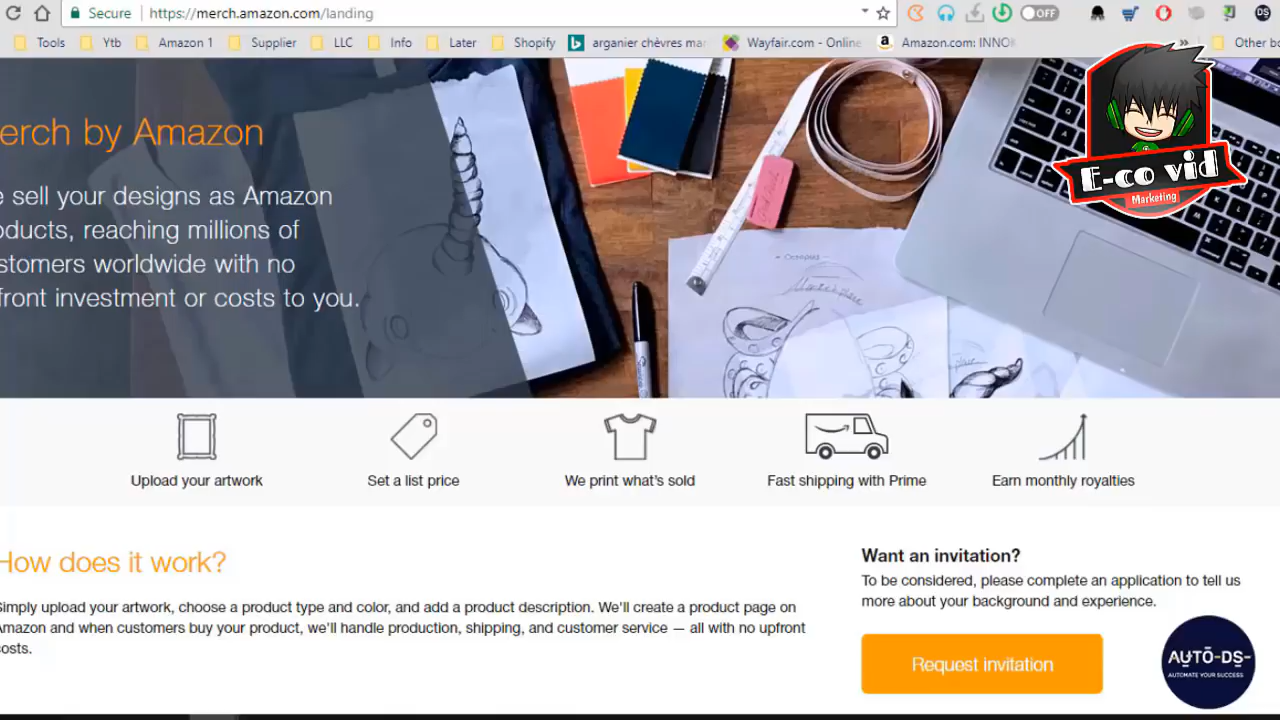 Secure https://merch.amazon.com/landing
OFF
DS
Tools Ytb Amazon 1 Supplier LLC Info Later Shopify arganier chèvres Wayfair.com - Online Amazon.com: » Other
erch by Amazon
e sell your designs as Amazon
oducts, reaching millions of
stomers worldwide with no
front investment or costs to you.
E-co vid
Marketing
Upload your artwork
Set a list price
We print what's sold
Fast shipping with Prime
Earn monthly royalties
How does it work?
Simply upload your artwork, choose a product type and color, and add a product description. We'll create a product page on
Amazon and when customers buy your product, we'll handle production, shipping, and customer service — all with no upfront
costs.
Want an invitation?
To be considered, please complete an application to tell us
more about your background and experience.
Request invitation
AUTO-DS-
AUTOMATE YOUR SUCCESS